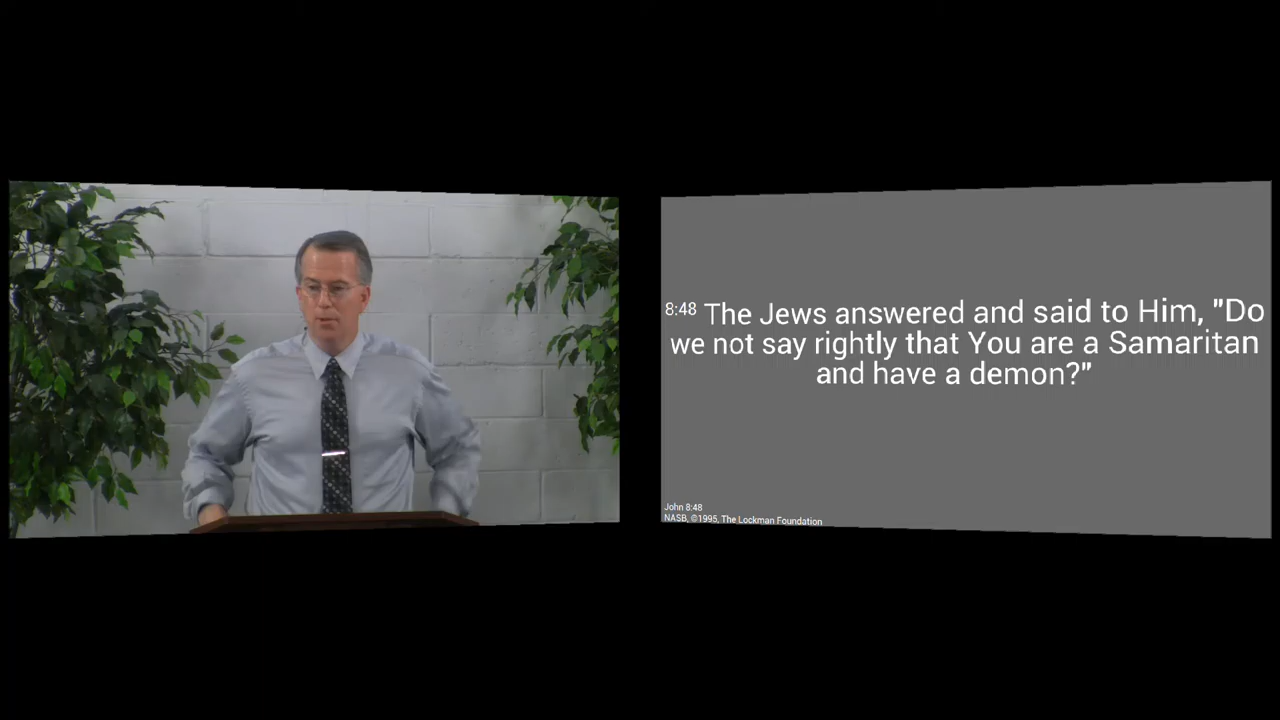 8:48 The Jews answered and said to Him, "Do
we not say rightly that You are a Samaritan
and have a demon?"
John 8:48
NASB, ©1995, The Lockman Foundation